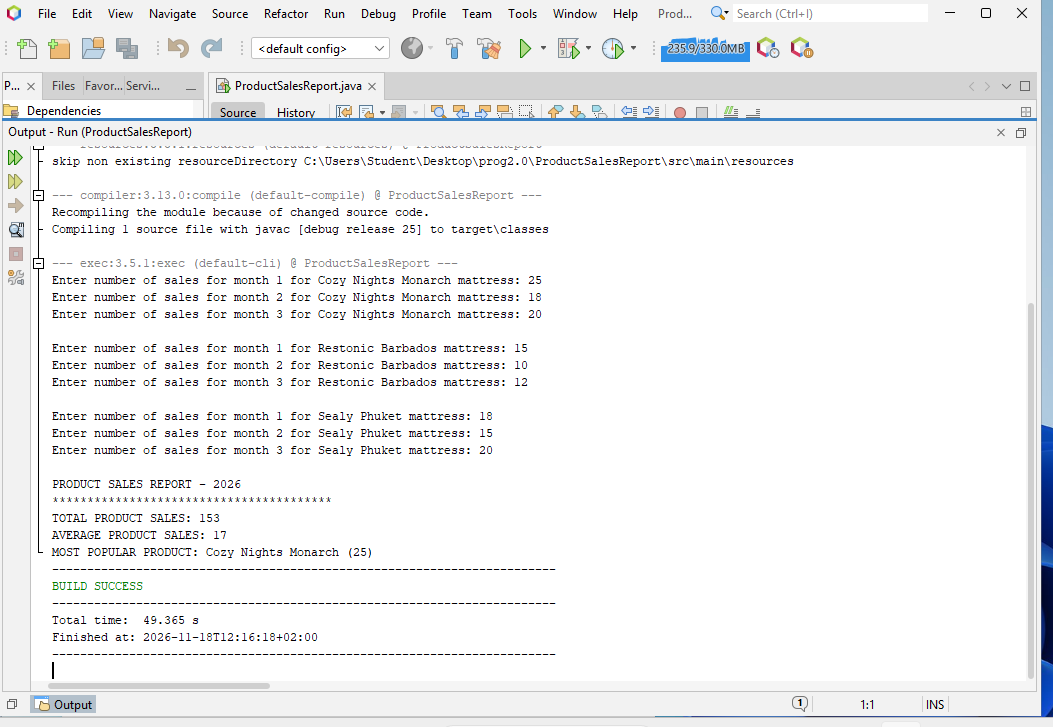 File Edit View Navigate Source Refactor Run Debug Profile Team Tools Window Help Prod... Search (Ctrl+I)
<default config> 235.9/330.0MB
P... Files Favor... Servi... ProductSalesReport.java
Dependencies Source History
Output - Run (ProductSalesReport)
skip non existing resourceDirectory C:\Users\Student\Desktop\prog2.0\ProductSalesReport\src\main\resources
--- compiler:3.13.0:compile (default-compile) @ ProductSalesReport ---
Recompiling the module because of changed source code.
Compiling 1 source file with javac [debug release 25] to target\classes
--- exec:3.5.1:exec (default-cli) @ ProductSalesReport ---
Enter number of sales for month 1 for Cozy Nights Monarch mattress: 25
Enter number of sales for month 2 for Cozy Nights Monarch mattress: 18
Enter number of sales for month 3 for Cozy Nights Monarch mattress: 20
Enter number of sales for month 1 for Restonic Barbados mattress: 15
Enter number of sales for month 2 for Restonic Barbados mattress: 10
Enter number of sales for month 3 for Restonic Barbados mattress: 12
Enter number of sales for month 1 for Sealy Phuket mattress: 18
Enter number of sales for month 2 for Sealy Phuket mattress: 15
Enter number of sales for month 3 for Sealy Phuket mattress: 20
PRODUCT SALES REPORT - 2026
****************************************
TOTAL PRODUCT SALES: 153
AVERAGE PRODUCT SALES: 17
MOST POPULAR PRODUCT: Cozy Nights Monarch (25)
------------------------------------------------------------------------
BUILD SUCCESS
------------------------------------------------------------------------
Total time:  49.365 s
Finished at: 2026-11-18T12:16:18+02:00
------------------------------------------------------------------------
Output 1 1:1 INS